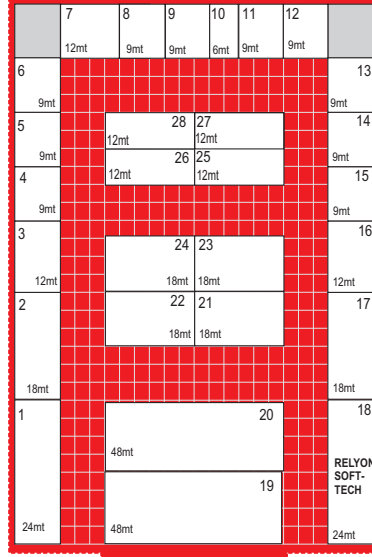 7 8 9 10 11 12
12mt 9mt 9mt 6mt 9mt 9mt
6 13
9mt 9mt
5 28 27 14
12mt 12mt
9mt 26 25 9mt
4 12mt 12mt 15
9mt 9mt
3 24 23 16
12mt 18mt 18mt 12mt
2 22 21 17
18mt 18mt
18mt 18mt
1 20 18
48mt
RELYON
SOFT-
TECH
19
24mt 48mt 24mt